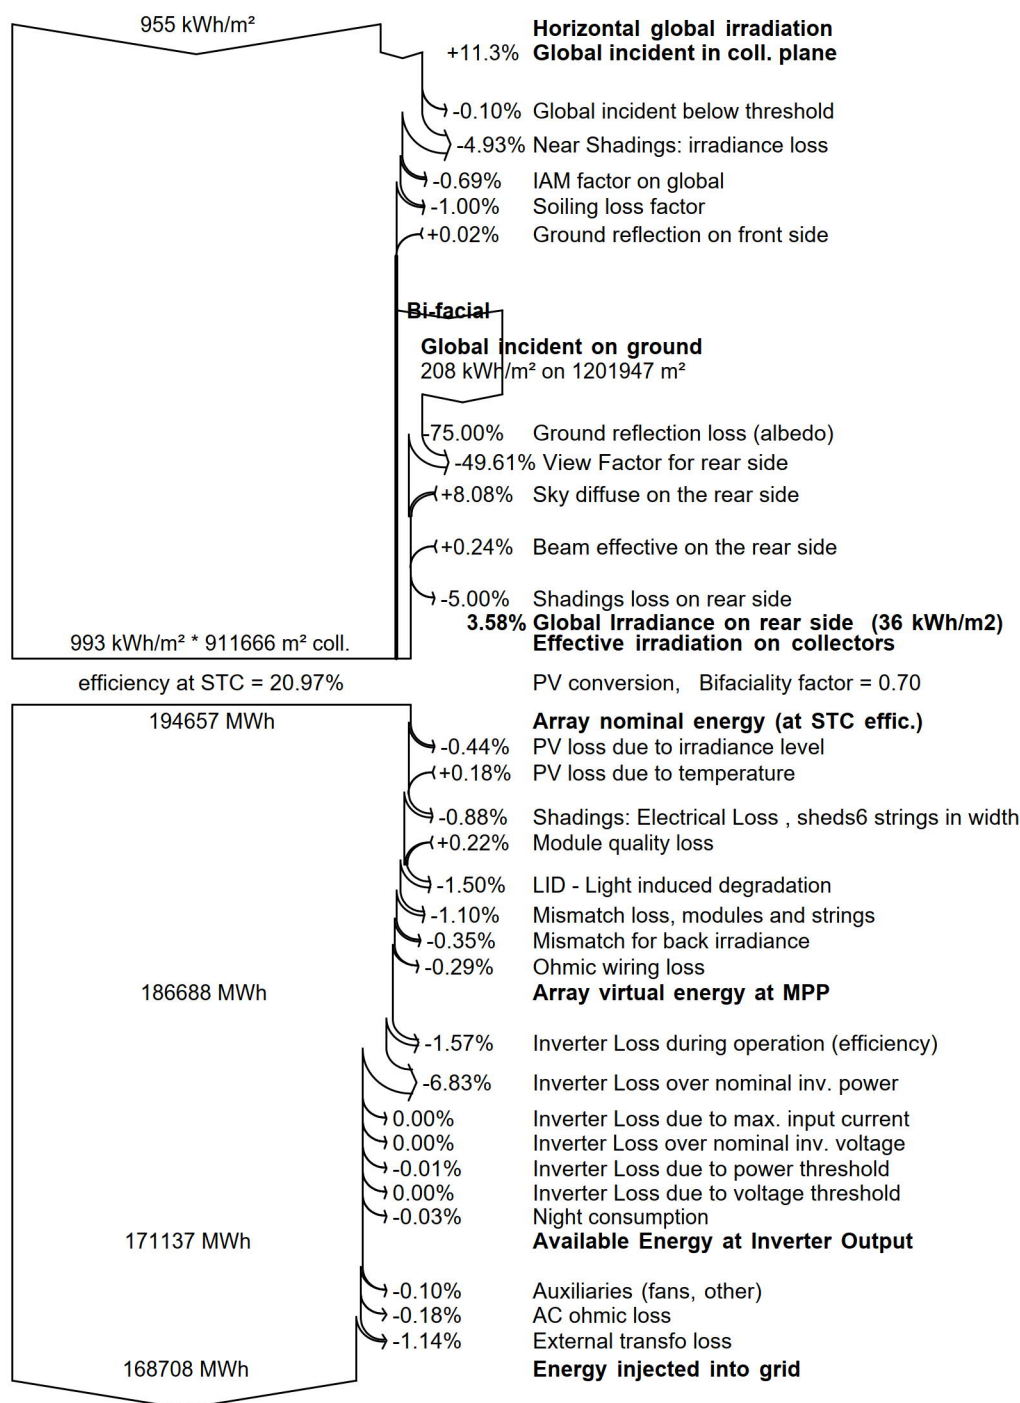 955 kWh/m² Horizontal global irradiation
+11.3% Global incident in coll. plane
-0.10% Global incident below threshold
-4.93% Near Shadings: irradiance loss
-0.69% IAM factor on global
-1.00% Soiling loss factor
+0.02% Ground reflection on front side
Bi-facial
Global incident on ground
208 kWh/m² on 1201947 m²
-75.00% Ground reflection loss (albedo)
-49.61% View Factor for rear side
+8.08% Sky diffuse on the rear side
+0.24% Beam effective on the rear side
-5.00% Shadings loss on rear side
3.58% Global Irradiance on rear side (36 kWh/m2)
993 kWh/m² * 911666 m² coll. Effective irradiation on collectors
efficiency at STC = 20.97% PV conversion, Bifaciality factor = 0.70
194657 MWh Array nominal energy (at STC effic.)
-0.44% PV loss due to irradiance level
+0.18% PV loss due to temperature
-0.88% Shadings: Electrical Loss , sheds6 strings in width
+0.22% Module quality loss
-1.50% LID - Light induced degradation
-1.10% Mismatch loss, modules and strings
-0.35% Mismatch for back irradiance
-0.29% Ohmic wiring loss
186688 MWh Array virtual energy at MPP
-1.57% Inverter Loss during operation (efficiency)
-6.83% Inverter Loss over nominal inv. power
0.00% Inverter Loss due to max. input current
0.00% Inverter Loss over nominal inv. voltage
-0.01% Inverter Loss due to power threshold
0.00% Inverter Loss due to voltage threshold
-0.03% Night consumption
171137 MWh Available Energy at Inverter Output
-0.10% Auxiliaries (fans, other)
-0.18% AC ohmic loss
-1.14% External transfo loss
168708 MWh Energy injected into grid